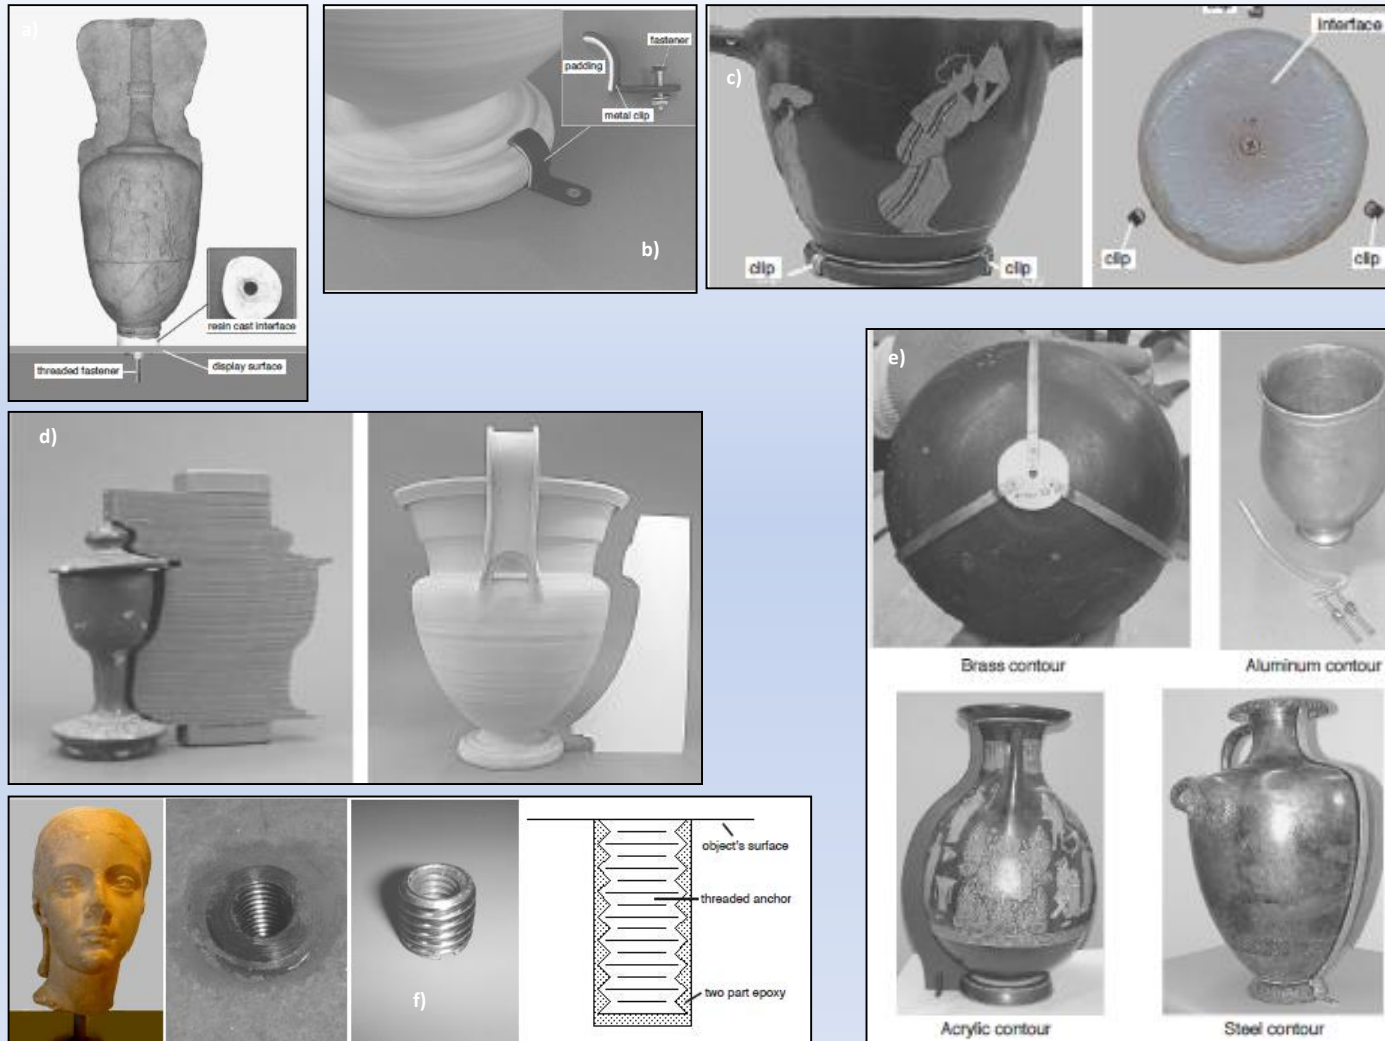 a)
resin cast interface
display surface
threaded fastener
fastener
padding
metal clip
b)
c)
clip
clip
clip
interface
clip
clip
d)
e)
Brass contour
Aluminum contour
Acrylic contour
Steel contour
f)
object's surface
threaded anchor
two part epoxy